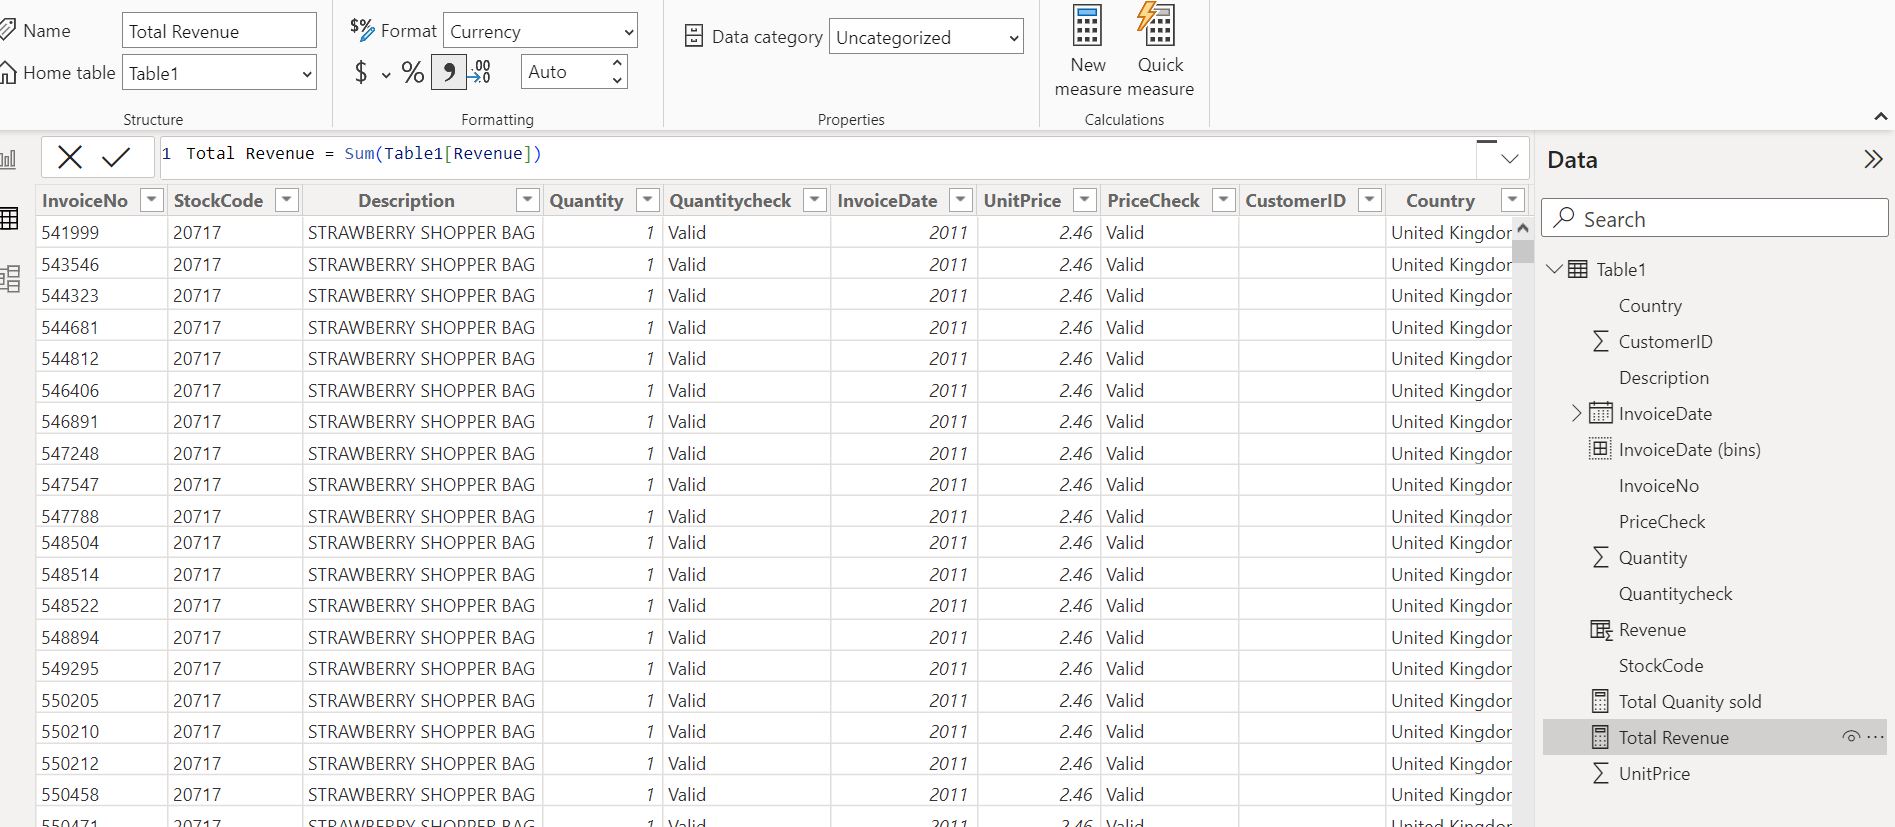 Name Total Revenue
Home table Table1
Structure
$% Format Currency
$ % , .00 .0 Auto
Formatting
Data category Uncategorized
Properties
New measure
Quick measure
Calculations
1 Total Revenue = Sum(Table1[Revenue])
InvoiceNo StockCode Description Quantity Quantitycheck InvoiceDate UnitPrice PriceCheck CustomerID Country
541999 20717 STRAWBERRY SHOPPER BAG 1 Valid 2011 2.46 Valid United Kingdor
543546 20717 STRAWBERRY SHOPPER BAG 1 Valid 2011 2.46 Valid United Kingdor
544323 20717 STRAWBERRY SHOPPER BAG 1 Valid 2011 2.46 Valid United Kingdor
544681 20717 STRAWBERRY SHOPPER BAG 1 Valid 2011 2.46 Valid United Kingdor
544812 20717 STRAWBERRY SHOPPER BAG 1 Valid 2011 2.46 Valid United Kingdor
546406 20717 STRAWBERRY SHOPPER BAG 1 Valid 2011 2.46 Valid United Kingdor
546891 20717 STRAWBERRY SHOPPER BAG 1 Valid 2011 2.46 Valid United Kingdor
547248 20717 STRAWBERRY SHOPPER BAG 1 Valid 2011 2.46 Valid United Kingdor
547547 20717 STRAWBERRY SHOPPER BAG 1 Valid 2011 2.46 Valid United Kingdor
547788 20717 STRAWBERRY SHOPPER BAG 1 Valid 2011 2.46 Valid United Kingdor
548504 20717 STRAWBERRY SHOPPER BAG 1 Valid 2011 2.46 Valid United Kingdor
548514 20717 STRAWBERRY SHOPPER BAG 1 Valid 2011 2.46 Valid United Kingdor
548522 20717 STRAWBERRY SHOPPER BAG 1 Valid 2011 2.46 Valid United Kingdor
548894 20717 STRAWBERRY SHOPPER BAG 1 Valid 2011 2.46 Valid United Kingdor
549295 20717 STRAWBERRY SHOPPER BAG 1 Valid 2011 2.46 Valid United Kingdor
550205 20717 STRAWBERRY SHOPPER BAG 1 Valid 2011 2.46 Valid United Kingdor
550210 20717 STRAWBERRY SHOPPER BAG 1 Valid 2011 2.46 Valid United Kingdor
550212 20717 STRAWBERRY SHOPPER BAG 1 Valid 2011 2.46 Valid United Kingdor
550458 20717 STRAWBERRY SHOPPER BAG 1 Valid 2011 2.46 Valid United Kingdor
550471 20717 STRAWBERRY SHOPPER BAG 1 Valid 2011 2.46 Valid United Kingdor
Data
Search
Table1
Country
CustomerID
Description
InvoiceDate
InvoiceDate (bins)
InvoiceNo
PriceCheck
Quantity
Quantitycheck
Revenue
StockCode
Total Quanity sold
Total Revenue
UnitPrice